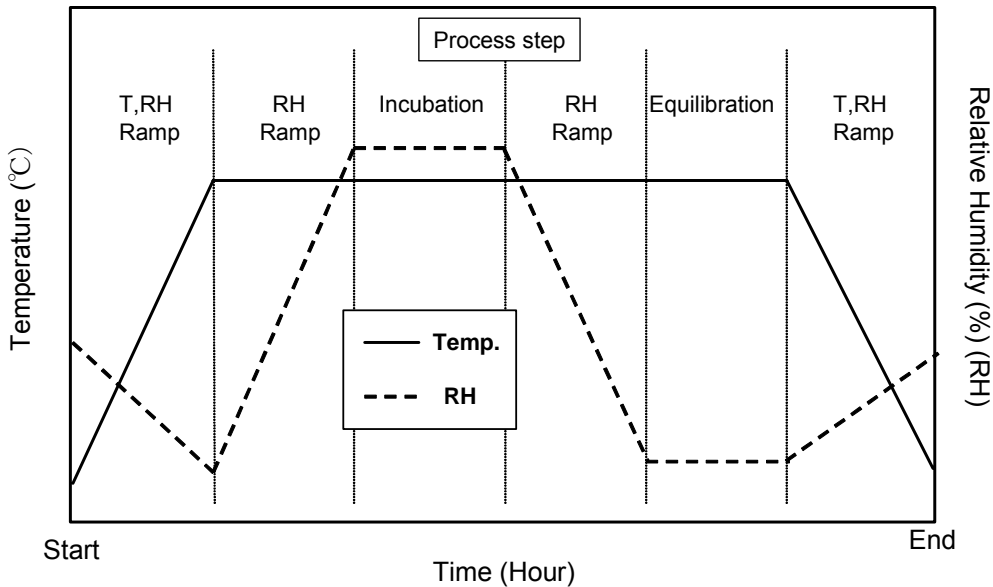 Process step
T,RH
Ramp
RH
Ramp
Incubation
RH
Ramp
Equilibration
T,RH
Ramp
Temperature (℃)
Relative Humidity (%) (RH)
Temp.
RH
Start
End
Time (Hour)